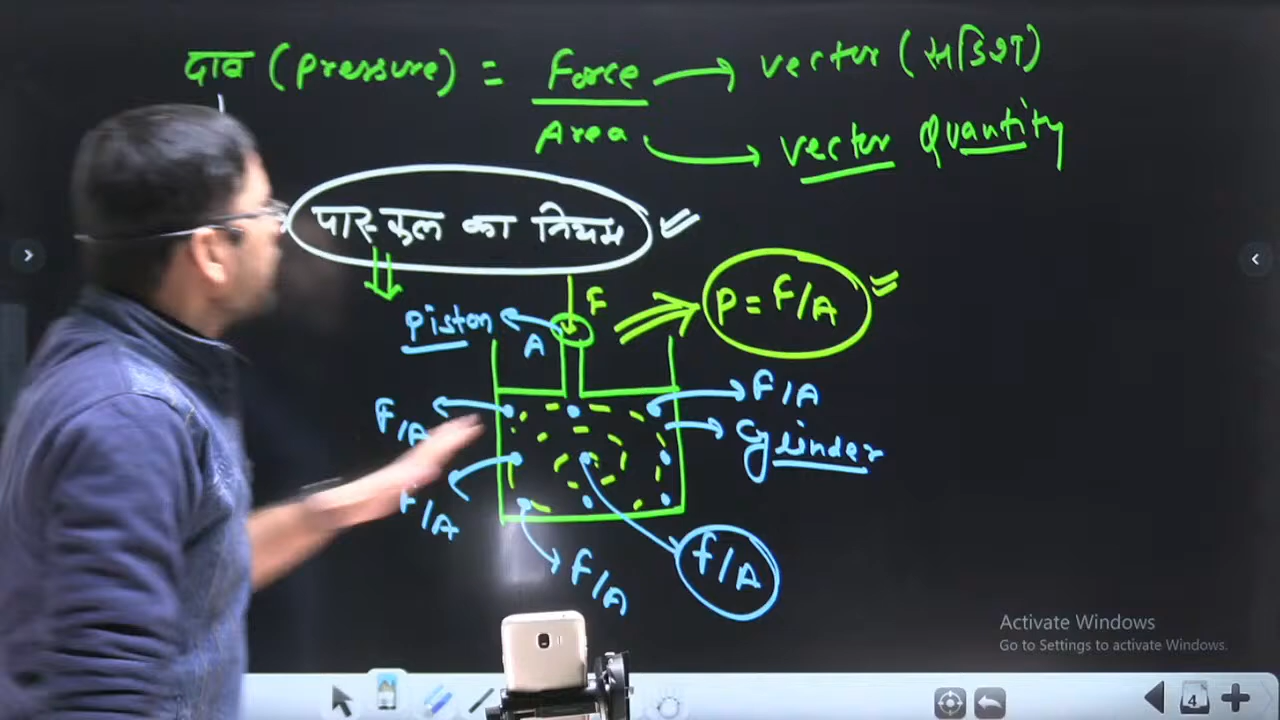 दाब (pressure) = Force → vector (सदिश)
Area → vector Quantity
पास्कल का नियम
F
piston
A
P = F/A
F/A
F/A
cylinder
F/A
F/A
F/A
Activate Windows
Go to Settings to activate Windows.
4